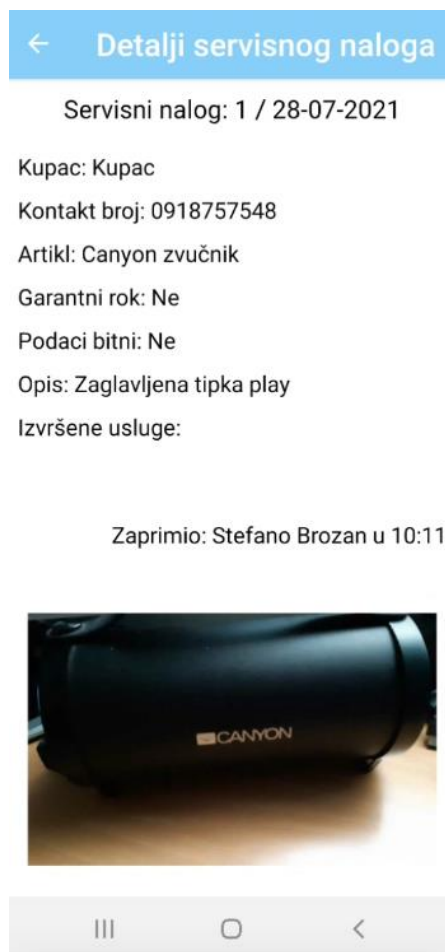 Detalji servisnog naloga
Servisni nalog: 1 / 28-07-2021
Kupac: Kupac
Kontakt broj: 0918757548
Artikl: Canyon zvučnik
Garantni rok: Ne
Podaci bitni: Ne
Opis: Zaglavljena tipka play
Izvršene usluge:
Zaprimio: Stefano Brozan u 10:11
CANYON